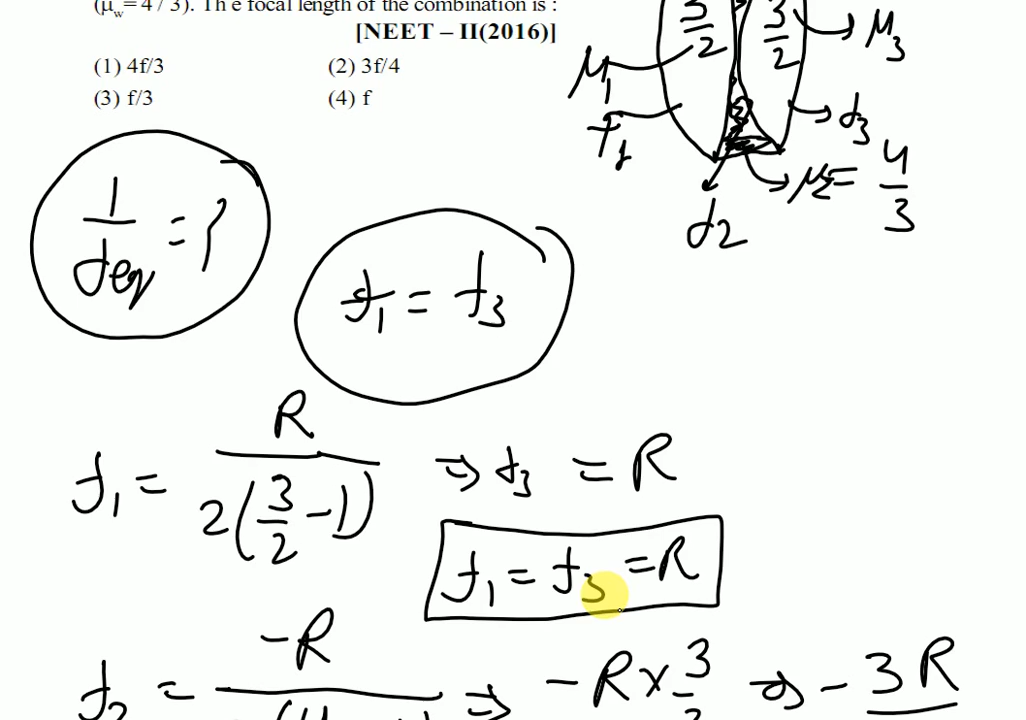 (μw=4 / 3). Th e focal length of the combination is :
[NEET – II(2016)]
(1) 4f/3 (2) 3f/4
(3) f/3 (4) f
3/2 3/2
μ1 μ3
f1 f3
μ2 = 4/3
f2
1/feq = ?
f1 = f3
f1 = R/2(3/2 -1) ⇒ f3 = R
f1 = f3 = R
f2 = -R ⇒ -R × 3 ⇒ - 3R